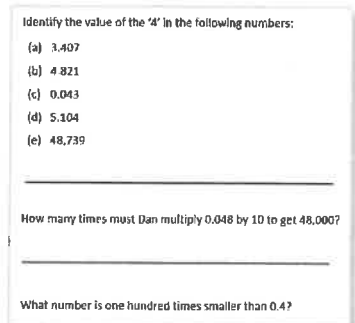 Identify the value of the '4' in the following numbers:
(a) 3.407
(b) 4.821
(c) 0.043
(d) 5.104
(e) 48,739
How many times must Dan multiply 0.048 by 10 to get 48,000?
What number is one hundred times smaller than 0.4?